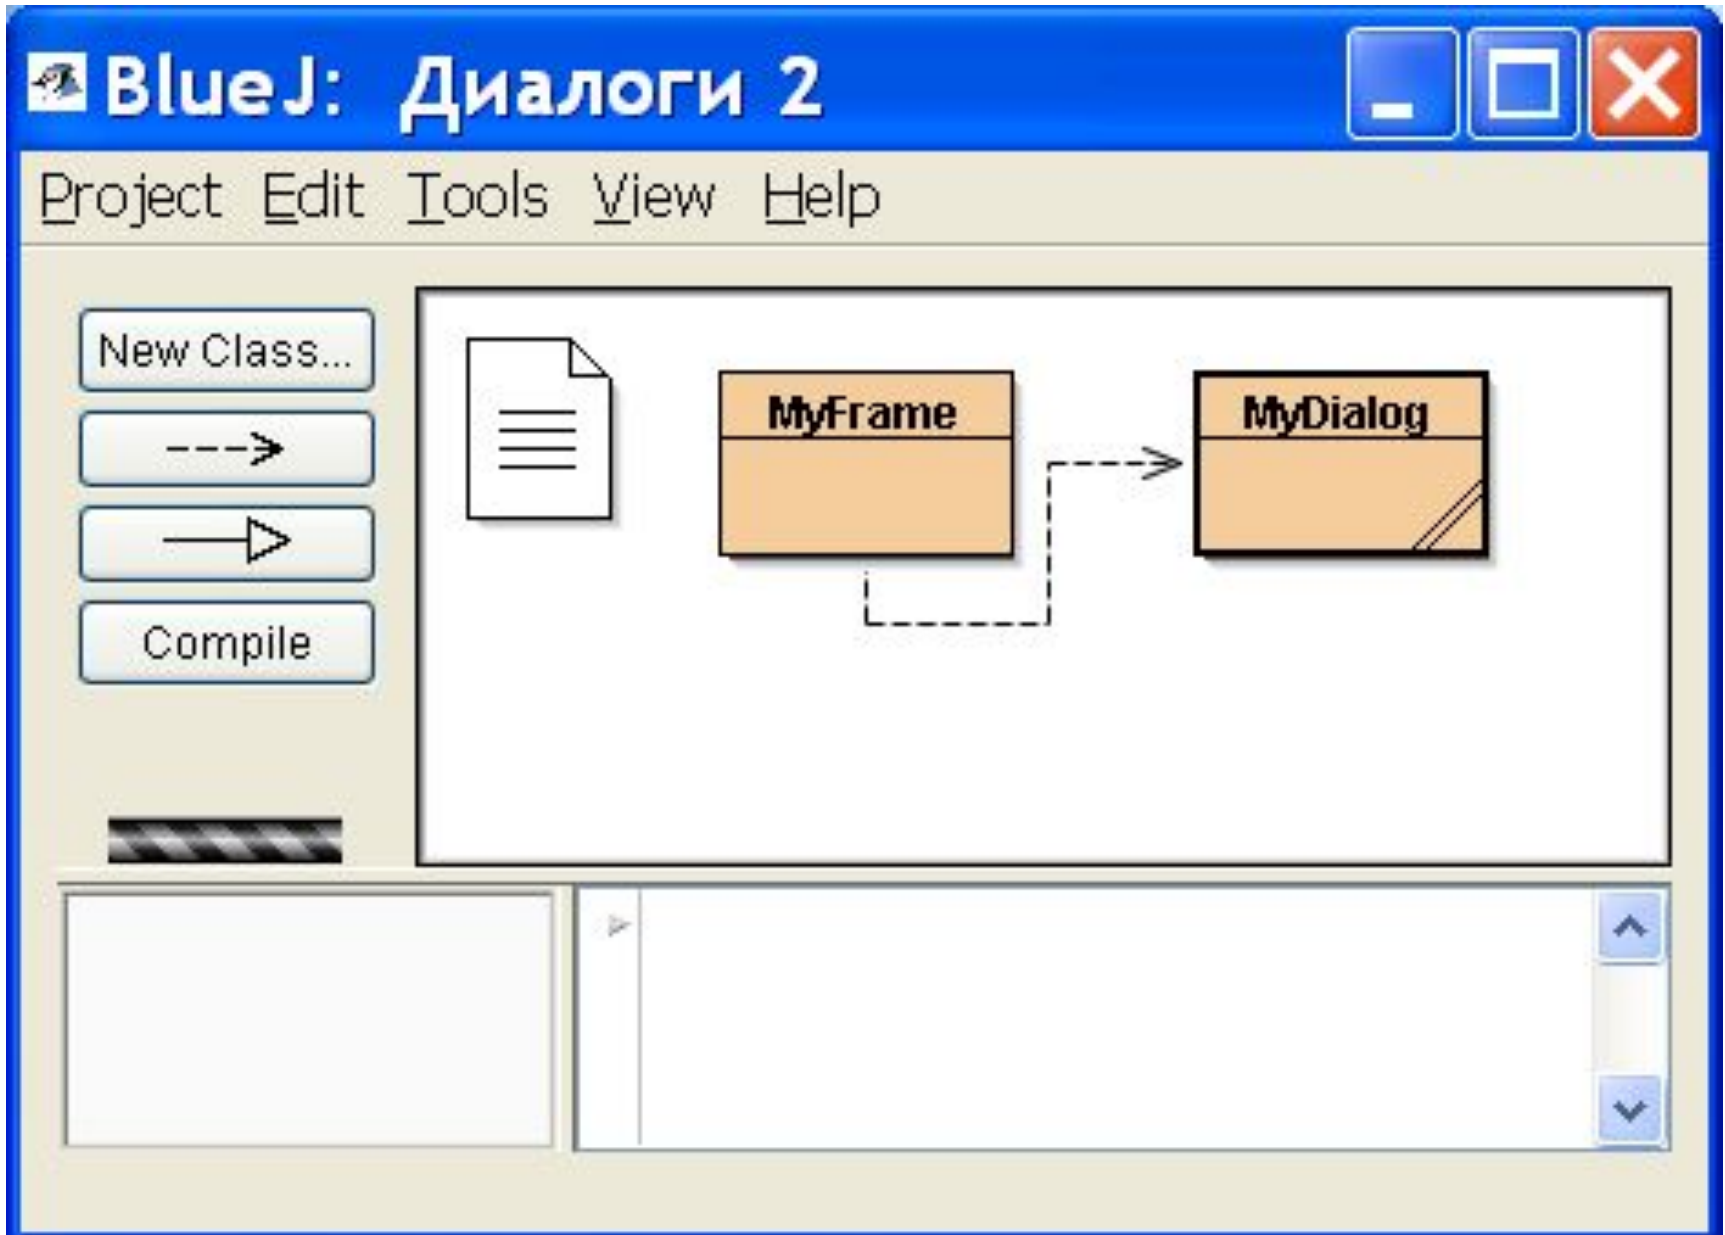 BlueJ: Диалоги 2
Project Edit Tools View Help
New Class...
Compile
MyFrame
MyDialog